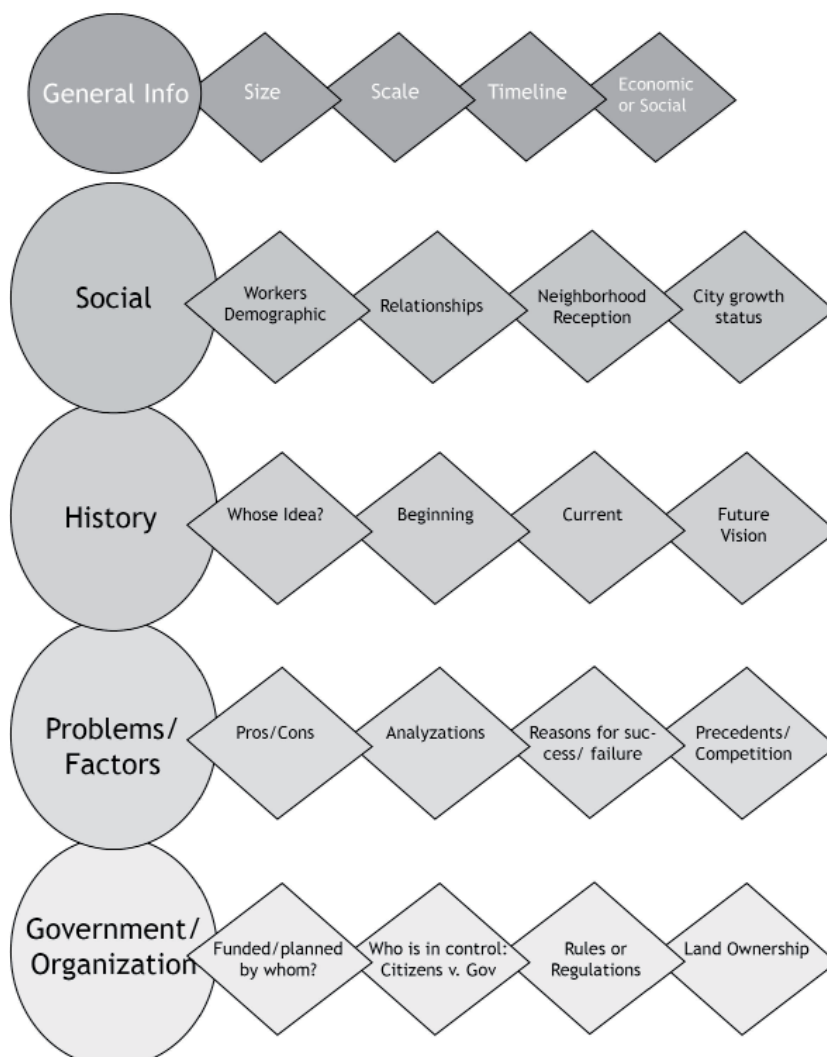 General Info
Size
Scale
Timeline
Economic
or Social
Social
Workers
Demographic
Relationships
Neighborhood
Reception
City growth
status
History
Whose Idea?
Beginning
Current
Future
Vision
Problems/
Factors
Pros/Cons
Analyzations
Reasons for suc-
cess/ failure
Precedents/
Competition
Government/
Organization
Funded/planned
by whom?
Who is in control:
Citizens v. Gov
Rules or
Regulations
Land Ownership